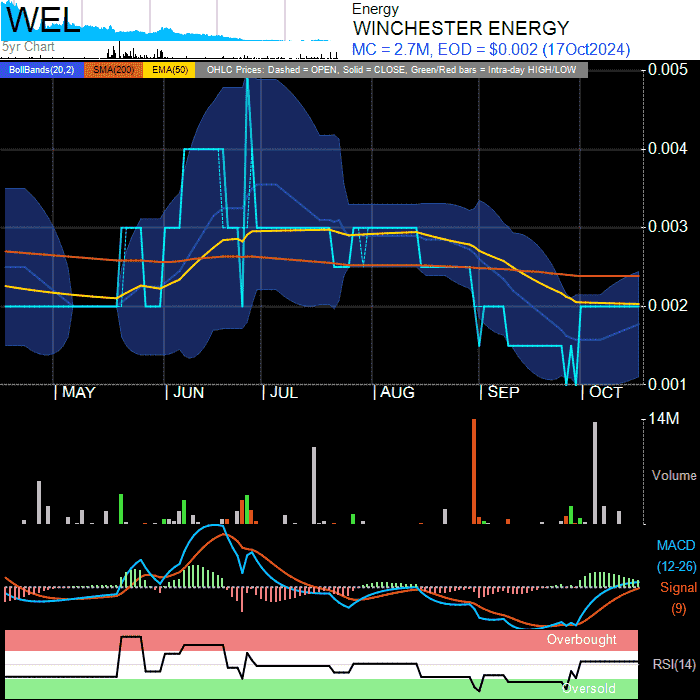 WEL
5yr Chart
Energy
WINCHESTER ENERGY
MC = 2.7M, EOD = $0.002 (17Oct2024)
BollBands(20,2) SMA(200) EMA(50) OHLC Prices: Dashed = OPEN, Solid = CLOSE, Green/Red bars = Intra-day HIGH/LOW
0.005
0.004
0.003
0.002
0.001
MAY JUN JUL AUG SEP OCT
14M
Volume
MACD
(12-26)
Signal
(9)
Overbought
RSI(14)
Oversold